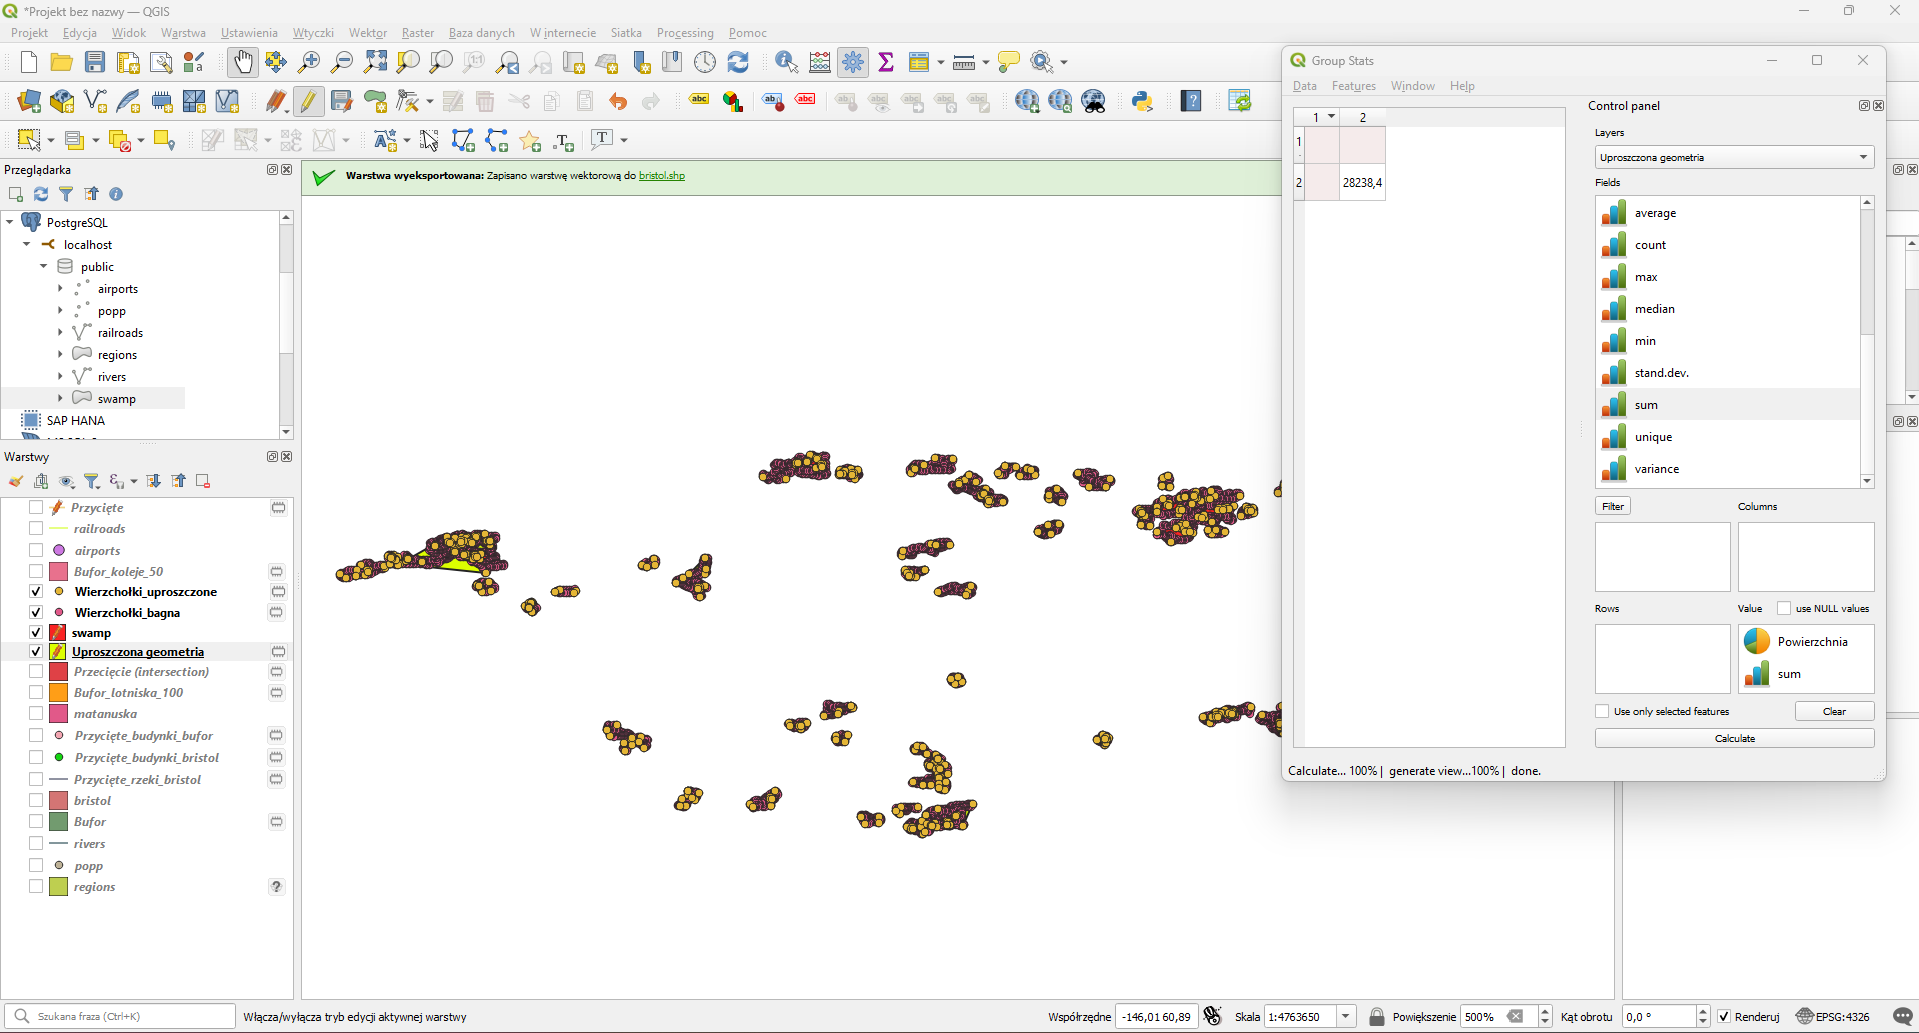 *Projekt bez nazwy — QGIS
Projekt Edycja Widok Warstwa Ustawienia Wtyczki Wektor Raster Baza danych W internecie Siatka Processing Pomoc
Przeglądarka
PostgreSQL
localhost
public
airports
popp
railroads
regions
rivers
swamp
SAP HANA
Warstwy
Przycięte
railroads
airports
Bufor_koleje_50
Wierzchołki_uproszczone
Wierzchołki_bagna
swamp
Uproszczona geometria
Przecięcie (intersection)
Bufor_lotniska_100
matanuska
Przycięte_budynki_bufor
Przycięte_budynki_bristol
Przycięte_rzeki_bristol
bristol
Bufor
rivers
popp
regions
Warstwa wyeksportowana: Zapisano warstwę wektorową do bristol.shp
Group Stats
Data Features Window Help
1 2
1
2 28238,4
Control panel
Layers
Uproszczona geometria
Fields
average
count
max
median
min
stand.dev.
sum
unique
variance
Filter
Columns
Rows
Value use NULL values
Powierzchnia
sum
Use only selected features Clear
Calculate
Calculate... 100% | generate view...100% | done.
Szukana fraza (Ctrl+K) Włącza/wyłącza tryb edycji aktywnej warstwy Współrzędne -146,01 60,89 Skala 1:4763650 Powiększenie 500% Kąt obrotu 0,0 ° Renderuj EPSG:4326